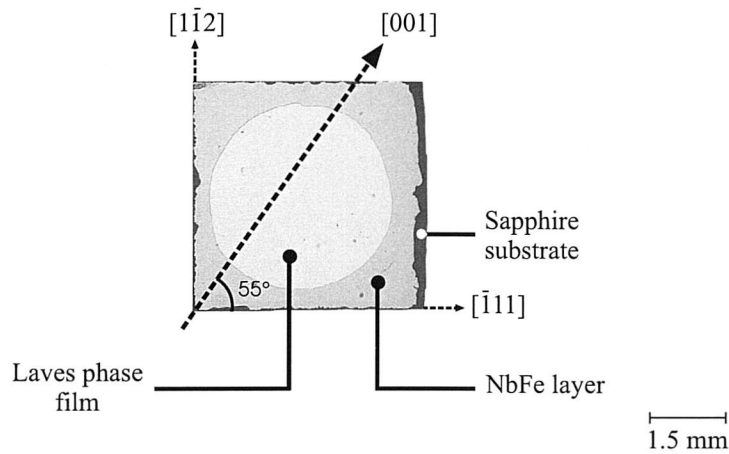 [11̄2]
[001]
Sapphire
substrate
55°
[1̄11]
Laves phase
film
NbFe layer
1.5 mm